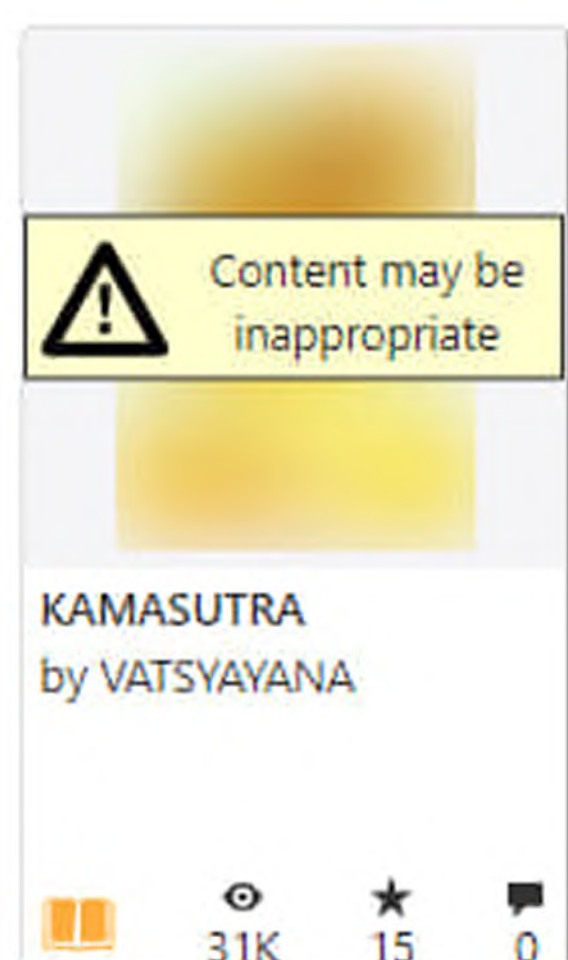 Content may be
inappropriate
KAMASUTRA
by VATSYAYANA
31K 15 0